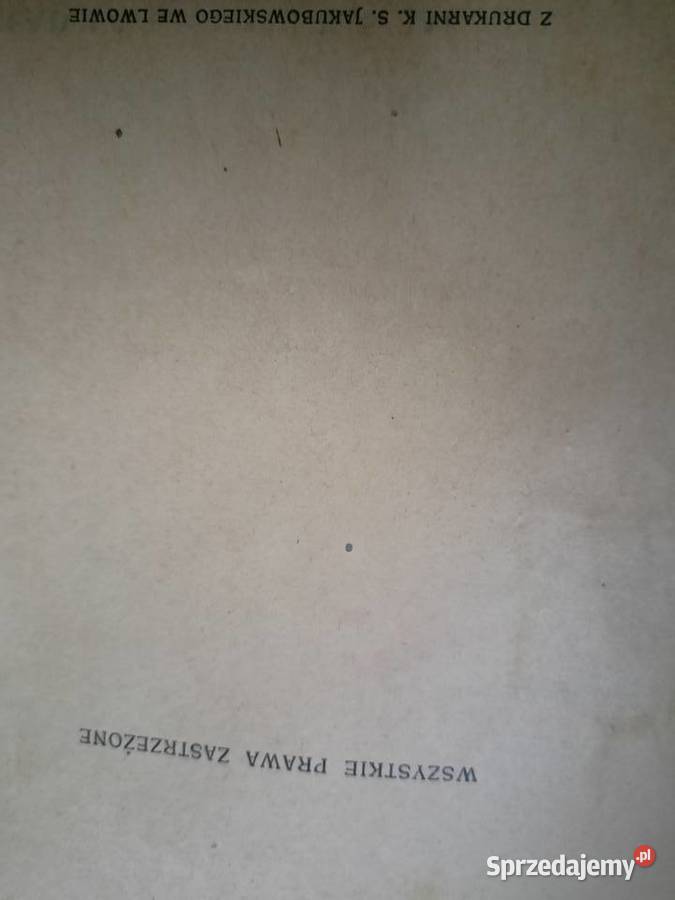 WSZYSTKIE PRAWA ZASTRZEŻONE
Z DRUKARNI K. S. JAKUBOWSKIEGO WE LWOWIE
Sprzedajemy.pl